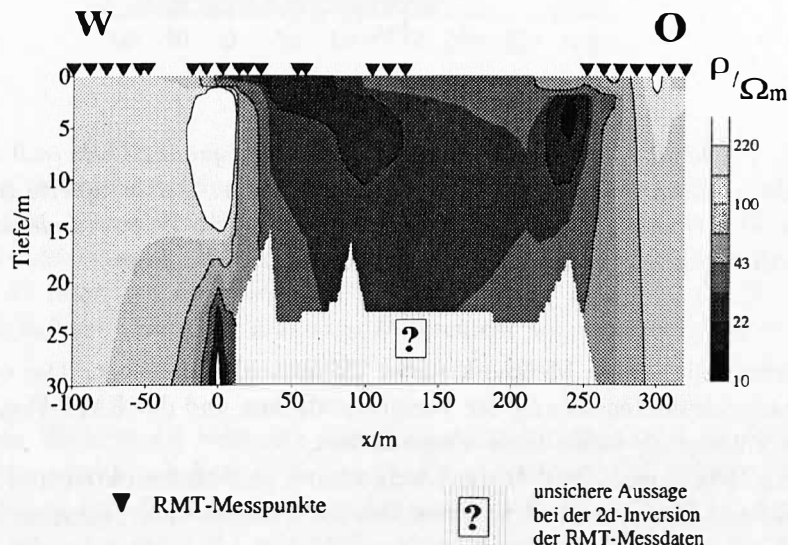 W O
ρ/Ωm
0
5
10
15
20
25
30
Tiefe/m
-100 -50 0 50 100 150 200 250 300
x/m
220
100
43
22
10
?
RMT-Messpunkte
?
unsichere Aussage
bei der 2d-Inversion
der RMT-Messdaten